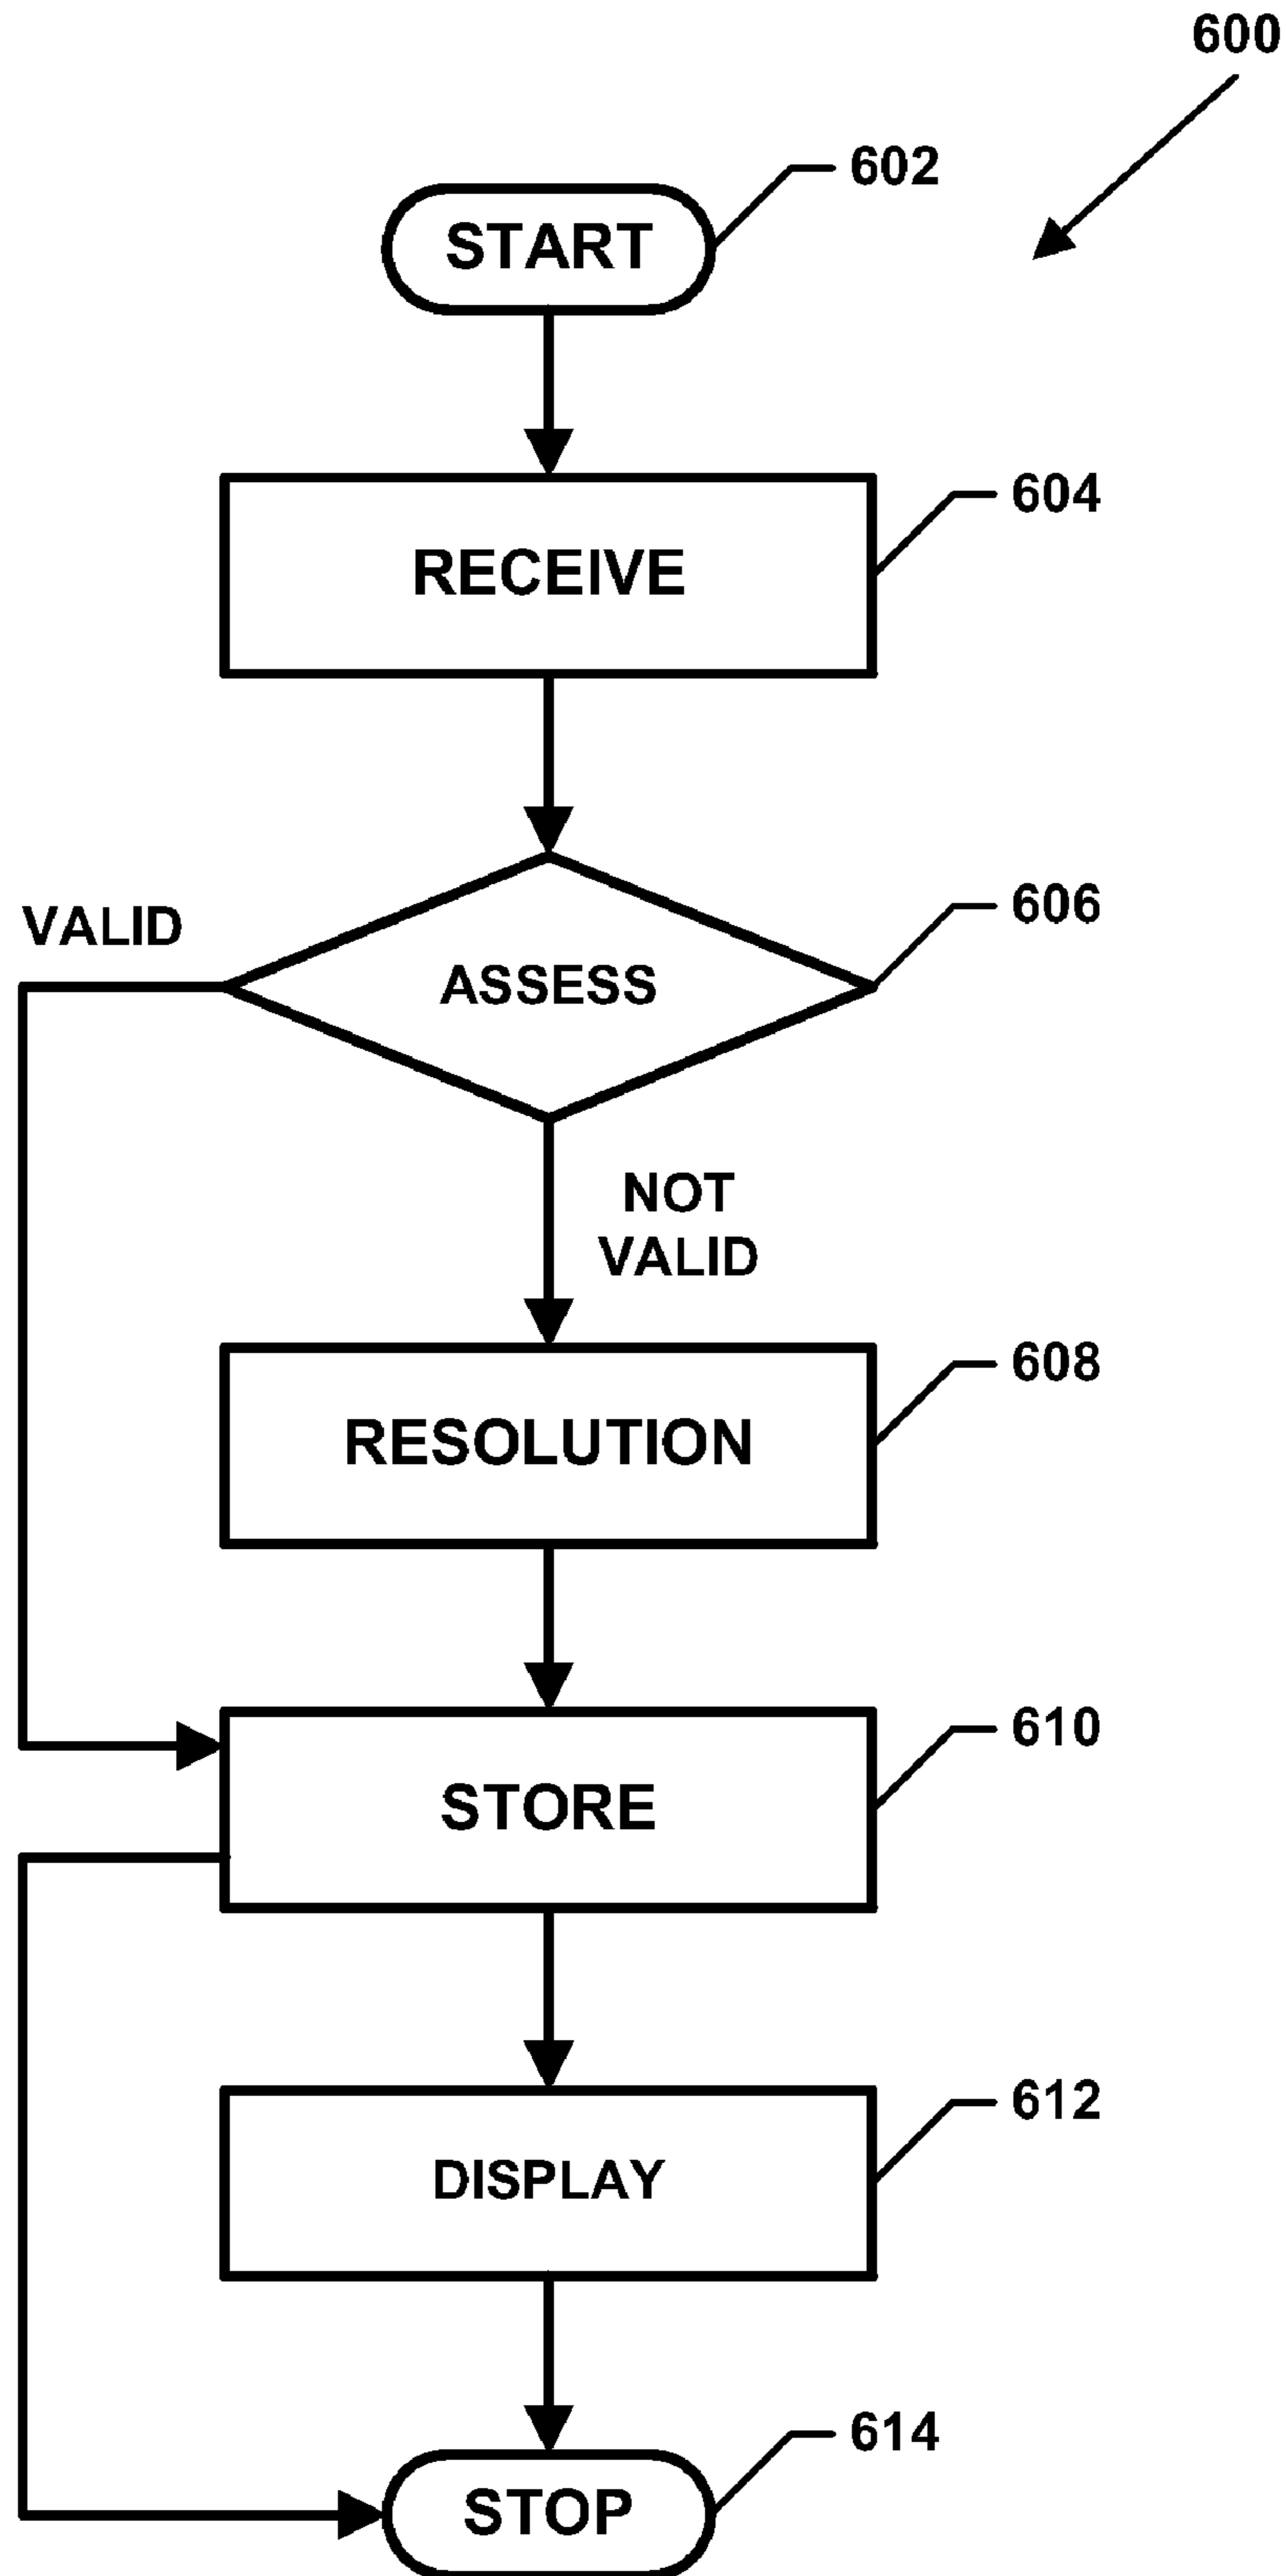 600
602
START
604
RECEIVE
606
VALID
ASSESS
NOT
VALID
608
RESOLUTION
610
STORE
612
DISPLAY
614
STOP